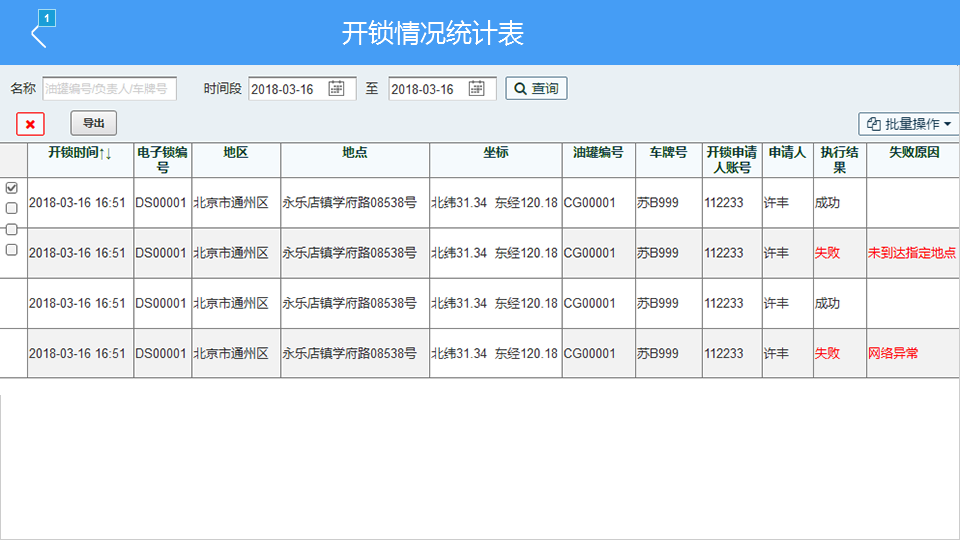 1
开锁情况统计表
名称 油罐编号/负责人/车牌号 时间段 2018-03-16 至 2018-03-16 查询
导出 批量操作
开锁时间↑↓ 电子锁编号 地区 地点 坐标 油罐编号 车牌号 开锁申请人账号 申请人 执行结果 失败原因
2018-03-16 16:51 DS00001 北京市通州区 永乐店镇学府路08538号 北纬31.34 东经120.18 CG00001 苏B999 112233 许丰 成功
2018-03-16 16:51 DS00001 北京市通州区 永乐店镇学府路08538号 北纬31.34 东经120.18 CG00001 苏B999 112233 许丰 失败 未到达指定地点
2018-03-16 16:51 DS00001 北京市通州区 永乐店镇学府路08538号 北纬31.34 东经120.18 CG00001 苏B999 112233 许丰 成功
2018-03-16 16:51 DS00001 北京市通州区 永乐店镇学府路08538号 北纬31.34 东经120.18 CG00001 苏B999 112233 许丰 失败 网络异常